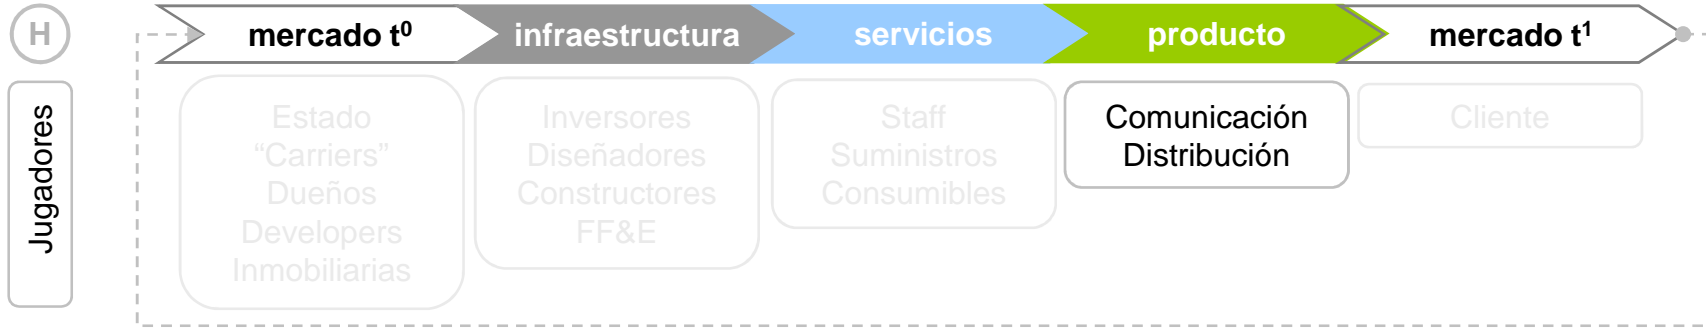 H
mercado t⁰
infraestructura
servicios
producto
mercado t¹
Jugadores
Estado
“Carriers”
Dueños
Developers
Inmobiliarias
Inversores
Diseñadores
Constructores
FF&E
Staff
Suministros
Consumibles
Comunicación
Distribución
Cliente